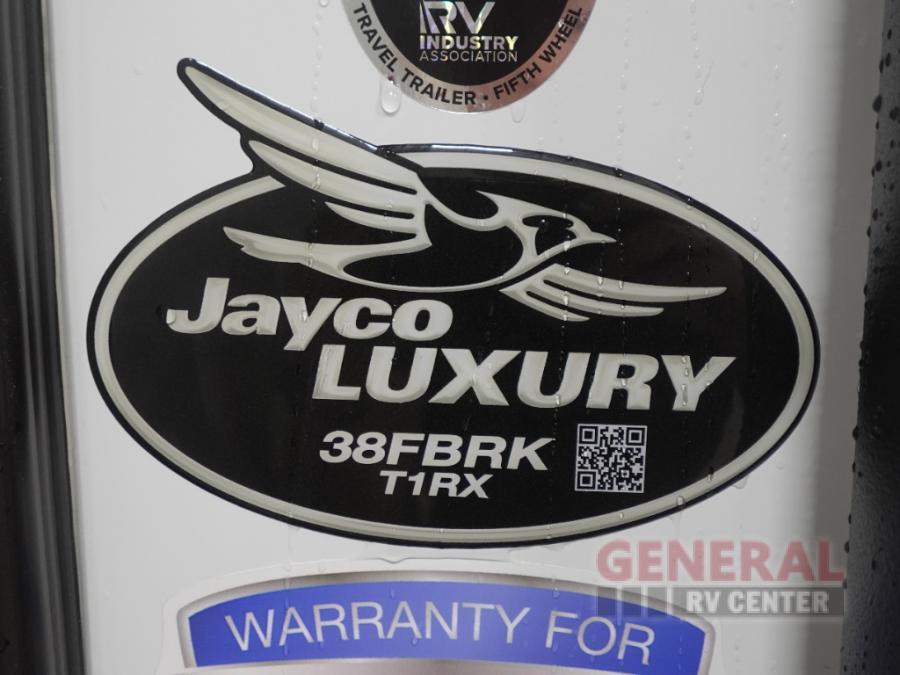 RV
INDUSTRY
ASSOCIATION
TRAVEL TRAILER · FIFTH WHEEL
Jayco
LUXURY
38FBRK
T1RX
GENERAL
RV CENTER
WARRANTY FOR